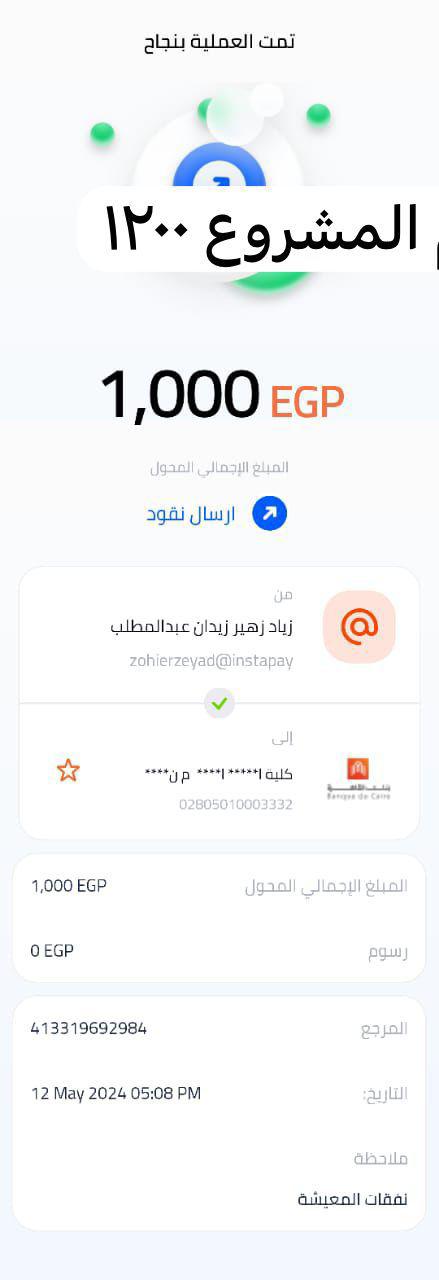 تمت العملية بنجاح
المشروع ١٢٠٠
1,000 EGP
المبلغ الإجمالي المحول
ارسال نقود
من
زياد زهير زيدان عبدالمطلب
zohierzeyad@instapay
إلى
كلية ا***** ا**** م ن****
02805010003332
Banque du Caire
المبلغ الإجمالي المحول 1,000 EGP
رسوم 0 EGP
المرجع 413319692984
التاريخ: 12 May 2024 05:08 PM
ملاحظة
نفقات المعيشة